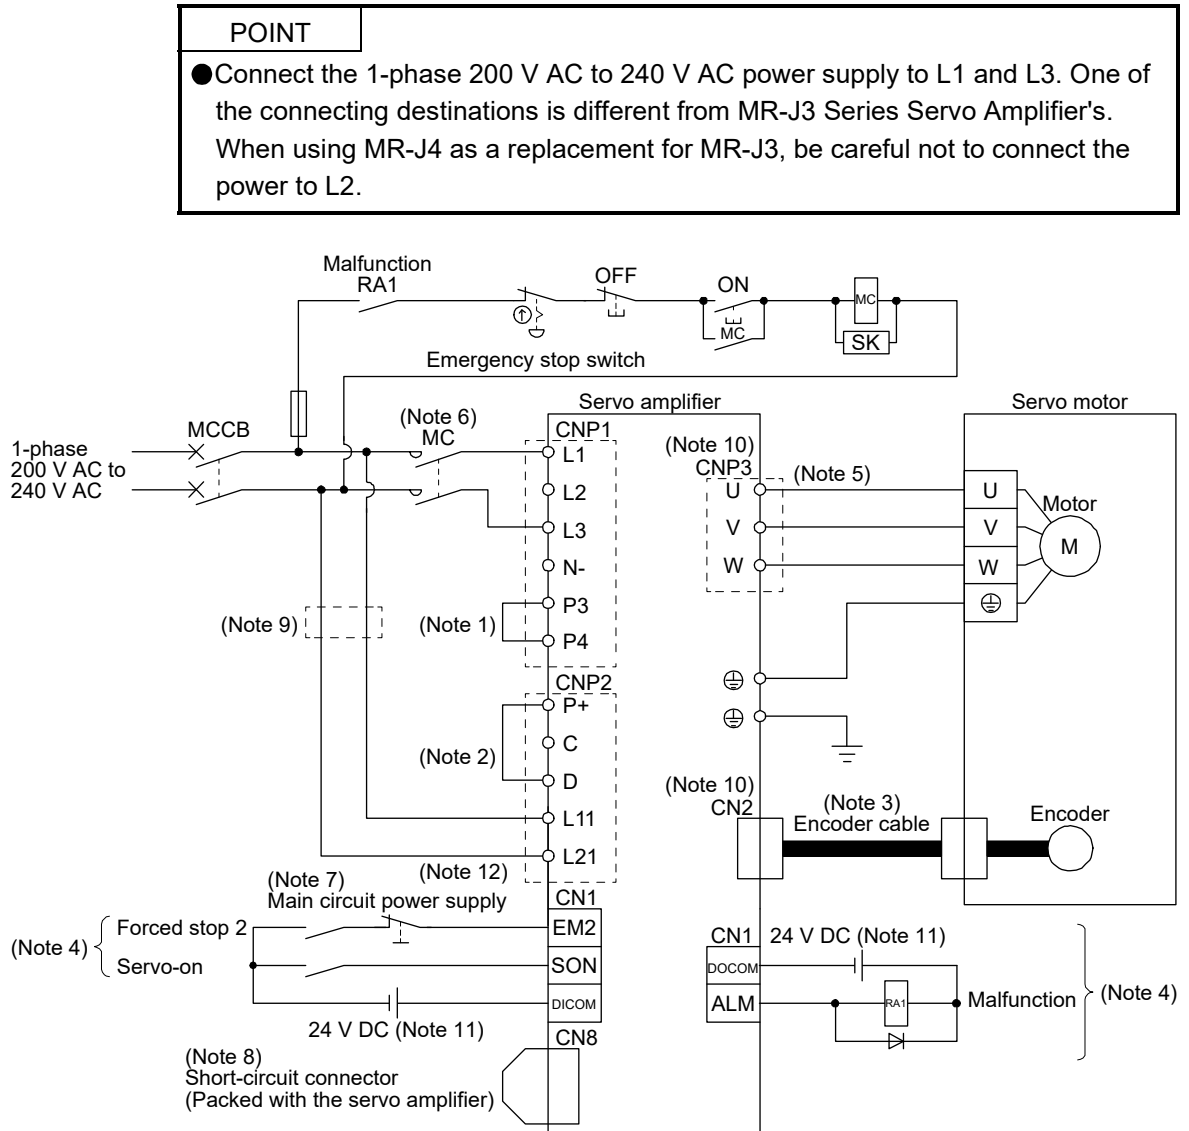 POINT
●Connect the 1-phase 200 V AC to 240 V AC power supply to L1 and L3. One of
the connecting destinations is different from MR-J3 Series Servo Amplifier's.
When using MR-J4 as a replacement for MR-J3, be careful not to connect the
power to L2.
Malfunction
RA1
OFF
ON
MC
MC
SK
Emergency stop switch
1-phase
200 V AC to
240 V AC
MCCB
(Note 6)
MC
Servo amplifier
CNP1
L1
L2
L3
N-
P3
P4
(Note 1)
(Note 9)
CNP2
P+
C
D
L11
L21
(Note 2)
(Note 12)
(Note 10)
CNP3
U
V
W
(Note 5)
Servo motor
U
V
W
Motor
M
(Note 10)
CN2
(Note 3)
Encoder cable
Encoder
(Note 7)
Main circuit power supply
(Note 4)
Forced stop 2
Servo-on
24 V DC (Note 11)
CN1
EM2
SON
DICOM
CN8
(Note 8)
Short-circuit connector
(Packed with the servo amplifier)
CN1
24 V DC (Note 11)
DOCOM
ALM
RA1
Malfunction
(Note 4)